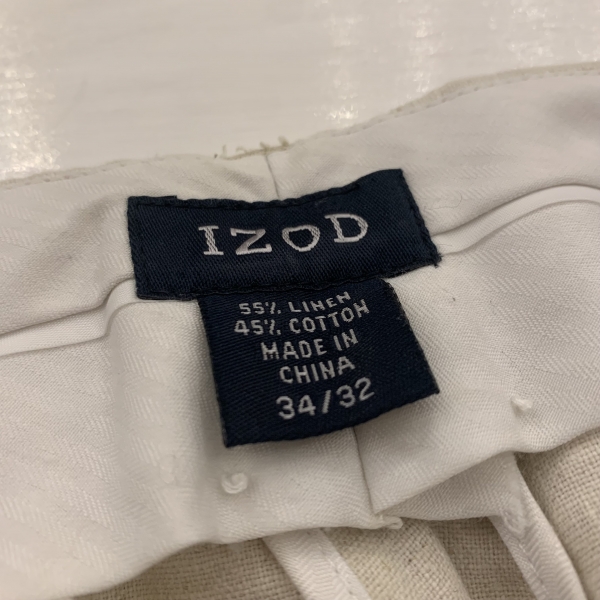 IZOD
55% LINEN
45% COTTON
MADE IN
CHINA
34/32